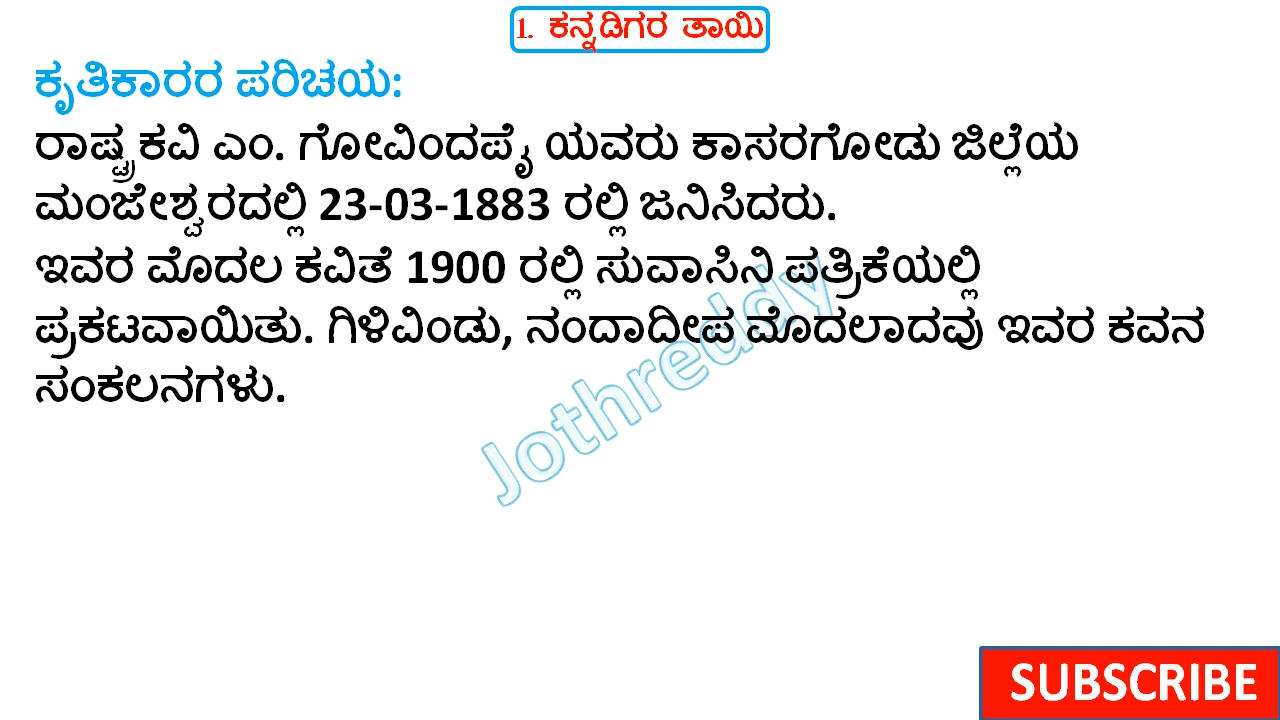 1. ಕನ್ನಡಿಗರ ತಾಯಿ
ಕೃತಿಕಾರರ ಪರಿಚಯ:
ರಾಷ್ಟ್ರಕವಿ ಎಂ. ಗೋವಿಂದಪೈ ಯವರು ಕಾಸರಗೋಡು ಜಿಲ್ಲೆಯ
ಮಂಜೇಶ್ವರದಲ್ಲಿ 23-03-1883 ರಲ್ಲಿ ಜನಿಸಿದರು.
ಇವರ ಮೊದಲ ಕವಿತೆ 1900 ರಲ್ಲಿ ಸುವಾಸಿನಿ ಪತ್ರಿಕೆಯಲ್ಲಿ
ಪ್ರಕಟವಾಯಿತು. ಗಿಳಿವಿಂಡು, ನಂದಾದೀಪ ಮೊದಲಾದವು ಇವರ ಕವನ
ಸಂಕಲನಗಳು.
Jothreddy
SUBSCRIBE